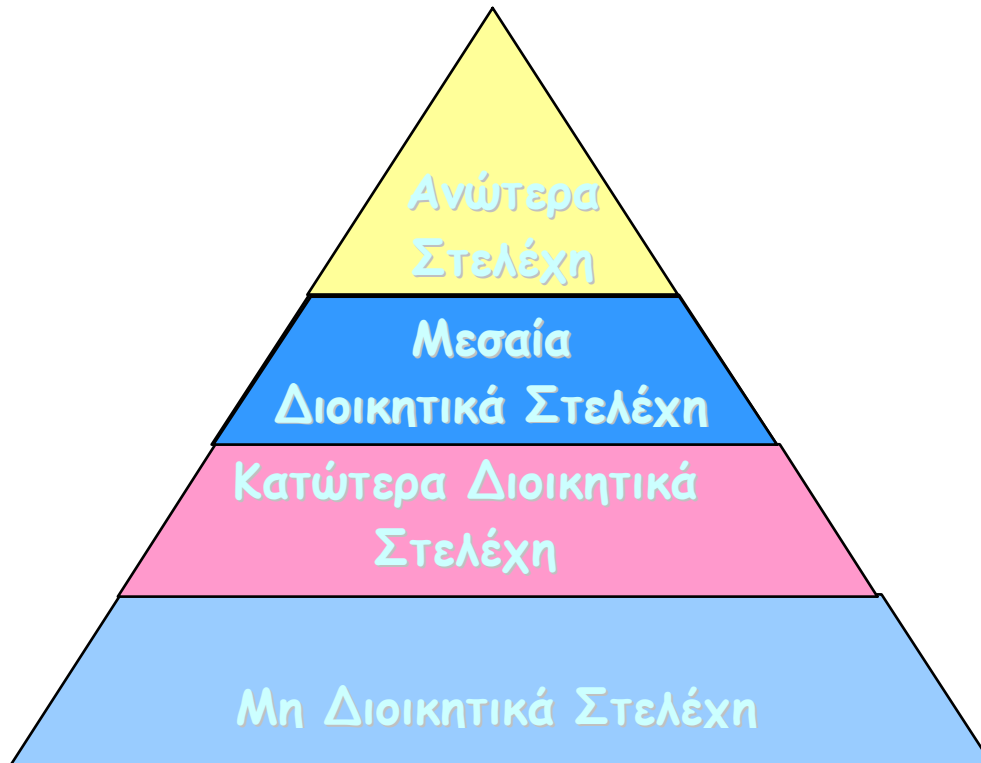 Ανώτερα
Στελέχη
Μεσαία
Διοικητικά Στελέχη
Κατώτερα Διοικητικά
Στελέχη
Μη Διοικητικά Στελέχη